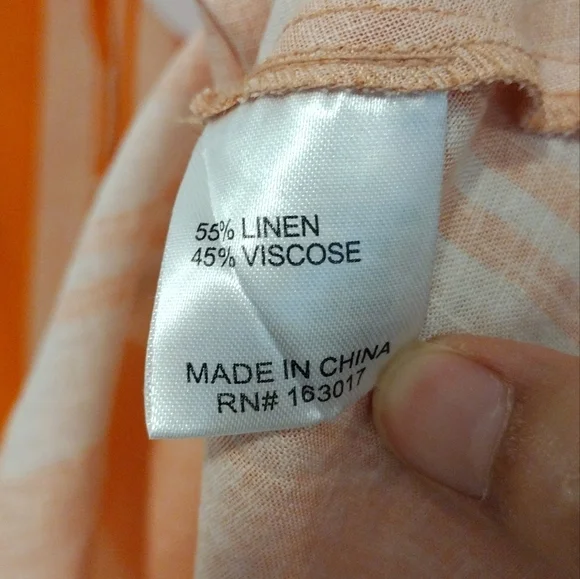 55% LINEN
45% VISCOSE
MADE IN CHINA
RN# 163017